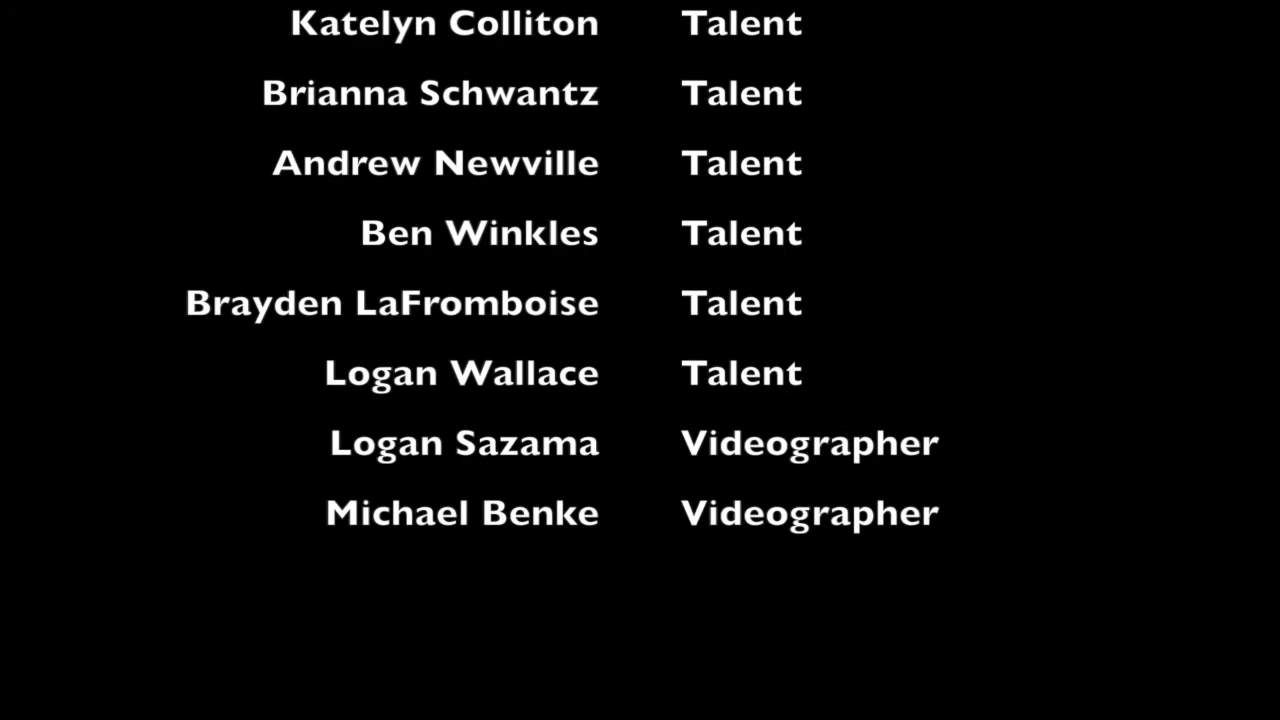 Katelyn Colliton Talent
Brianna Schwantz Talent
Andrew Newville Talent
Ben Winkles Talent
Brayden LaFromboise Talent
Logan Wallace Talent
Logan Sazama Videographer
Michael Benke Videographer